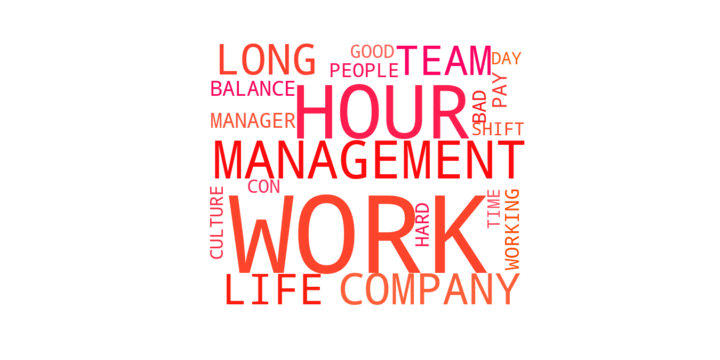 LONG
GOOD
TEAM
DAY
PEOPLE
BALANCE
HOUR
BAD
PAY
MANAGER
SHIFT
MANAGEMENT
CON
CULTURE
WORK
HARD
TIME
WORKING
LIFE
COMPANY